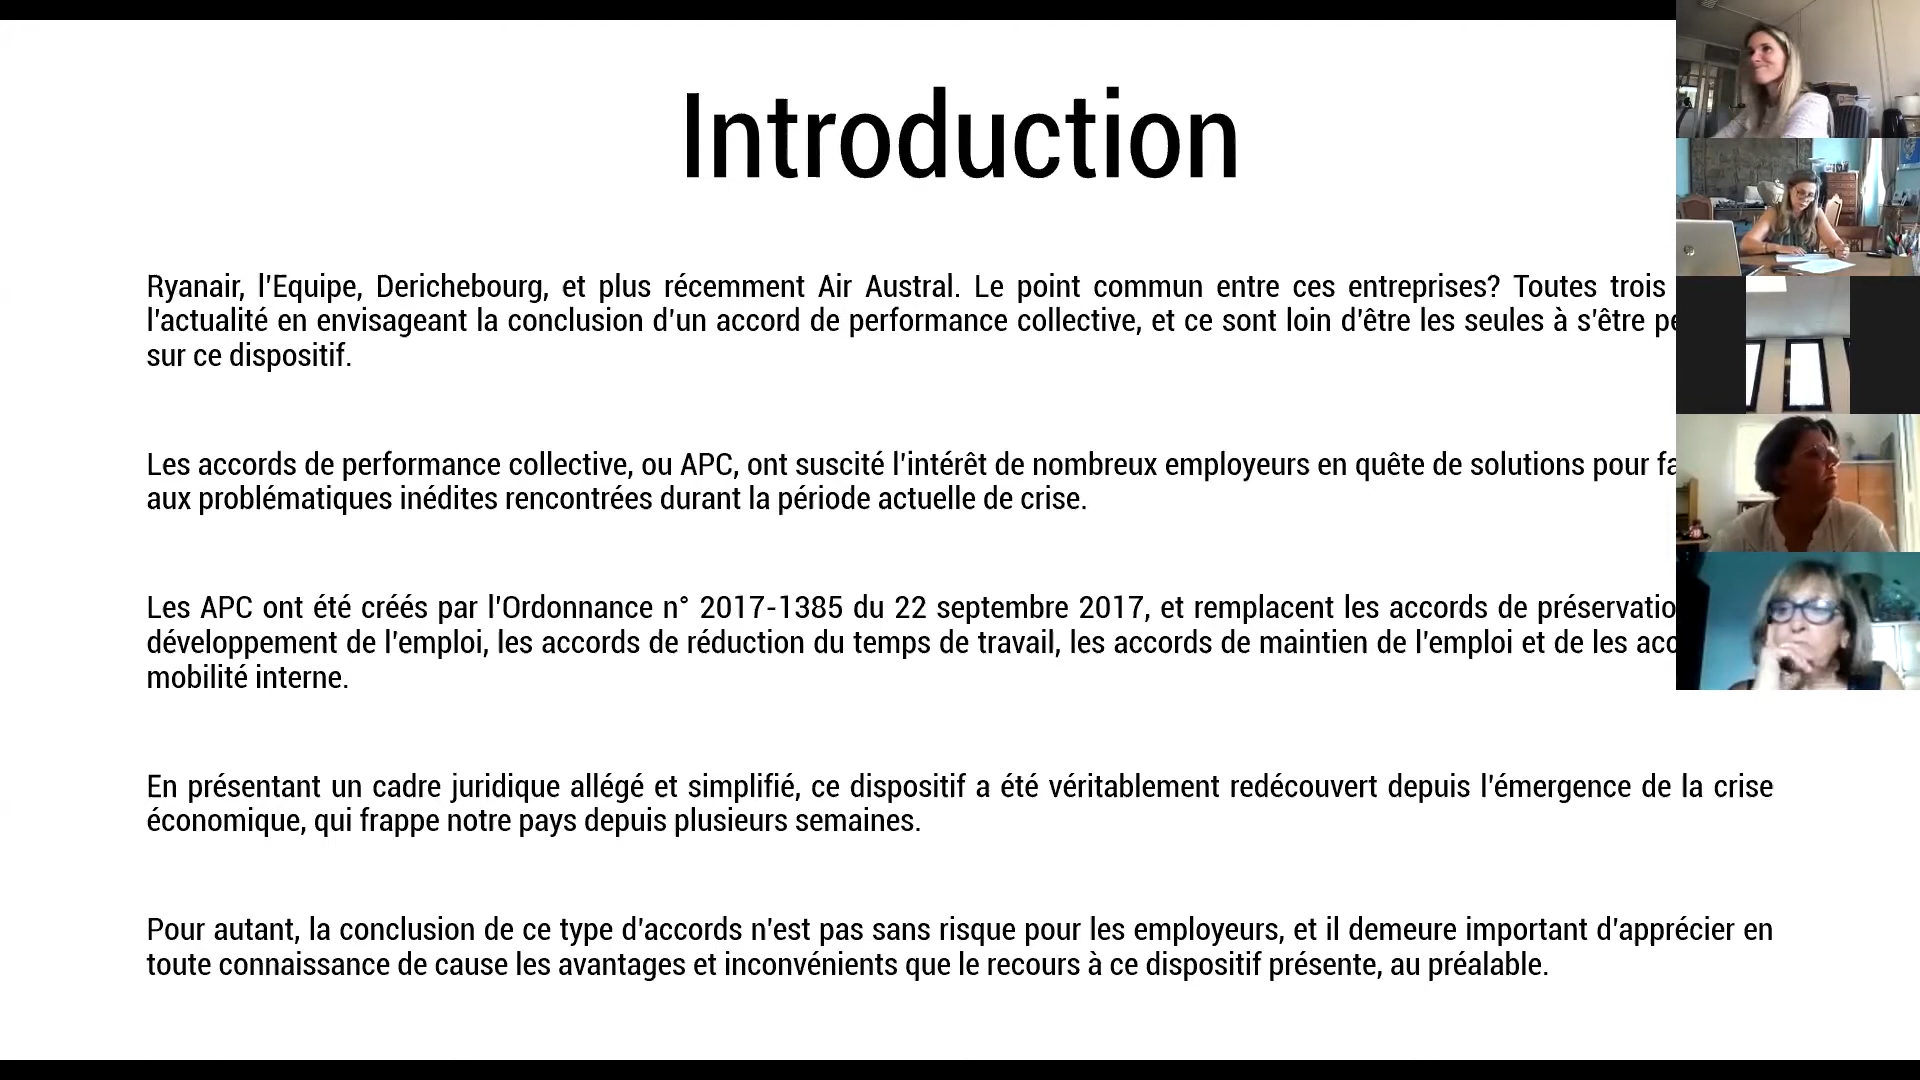 Introduction
Ryanair, l'Equipe, Derichebourg, et plus récemment Air Austral. Le point commun entre ces entreprises? Toutes trois
l'actualité en envisageant la conclusion d'un accord de performance collective, et ce sont loin d'être les seules à s'être
sur ce dispositif.
Les accords de performance collective, ou APC, ont suscité l'intérêt de nombreux employeurs en quête de solutions pour
aux problématiques inédites rencontrées durant la période actuelle de crise.
Les APC ont été créés par l'Ordonnance n° 2017-1385 du 22 septembre 2017, et remplacent les accords de
développement de l'emploi, les accords de réduction du temps de travail, les accords de maintien de l'emploi et de les
mobilité interne.
En présentant un cadre juridique allégé et simplifié, ce dispositif a été véritablement redécouvert depuis l'émergence de la crise
économique, qui frappe notre pays depuis plusieurs semaines.
Pour autant, la conclusion de ce type d'accords n'est pas sans risque pour les employeurs, et il demeure important d'apprécier en
toute connaissance de cause les avantages et inconvénients que le recours à ce dispositif présente, au préalable.